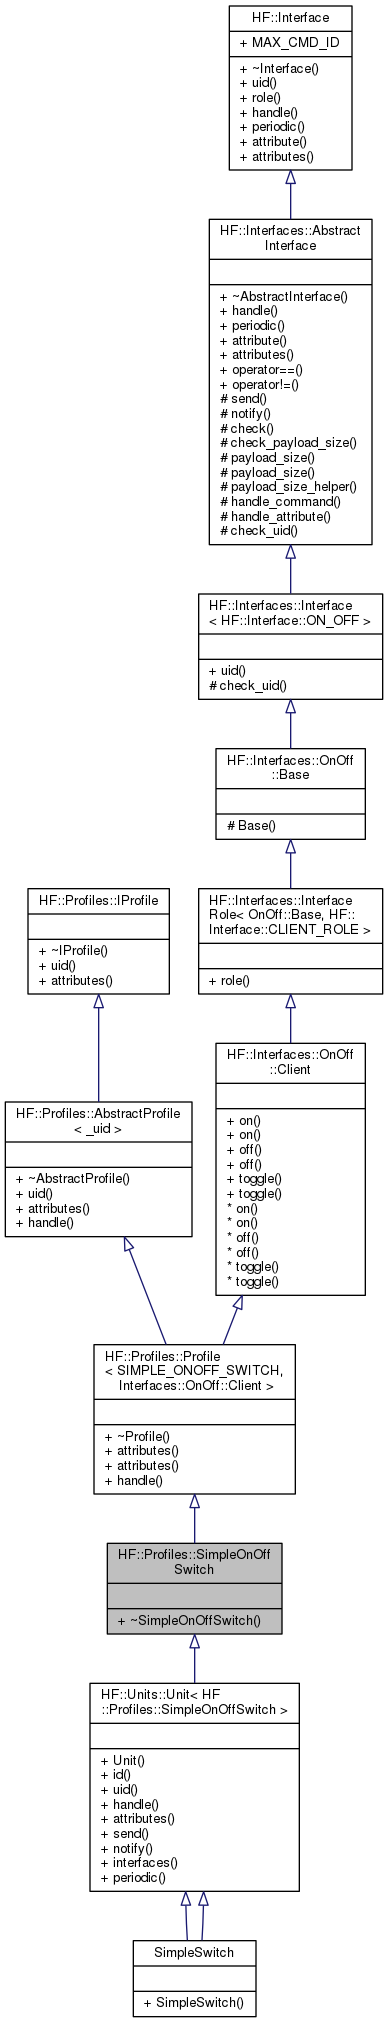 HF::Interface
+ MAX_CMD_ID
+ ~Interface()
+ uid()
+ role()
+ handle()
+ periodic()
+ attribute()
+ attributes()
HF::Interfaces::Abstract
Interface
+ ~AbstractInterface()
+ handle()
+ periodic()
+ attribute()
+ attributes()
+ operator==()
+ operator!=()
# send()
# notify()
# check()
# check_payload_size()
# payload_size()
# payload_size()
# payload_size_helper()
# handle_command()
# handle_attribute()
# check_uid()
HF::Interfaces::Interface
< HF::Interface::ON_OFF >
+ uid()
# check_uid()
HF::Interfaces::OnOff
::Base
# Base()
HF::Profiles::IProfile
+ ~IProfile()
+ uid()
+ attributes()
HF::Interfaces::Interface
Role< OnOff::Base, HF::
Interface::CLIENT_ROLE >
+ role()
HF::Profiles::AbstractProfile
< _uid >
+ ~AbstractProfile()
+ uid()
+ attributes()
+ handle()
HF::Interfaces::OnOff
::Client
+ on()
+ on()
+ off()
+ off()
+ toggle()
+ toggle()
* on()
* on()
* off()
* off()
* toggle()
* toggle()
HF::Profiles::Profile
< SIMPLE_ONOFF_SWITCH,
Interfaces::OnOff::Client >
+ ~Profile()
+ attributes()
+ attributes()
+ handle()
HF::Profiles::SimpleOnOff
Switch
+ ~SimpleOnOffSwitch()
HF::Units::Unit< HF
::Profiles::SimpleOnOffSwitch >
+ Unit()
+ id()
+ uid()
+ handle()
+ attributes()
+ send()
+ notify()
+ interfaces()
+ periodic()
SimpleSwitch
+ SimpleSwitch()